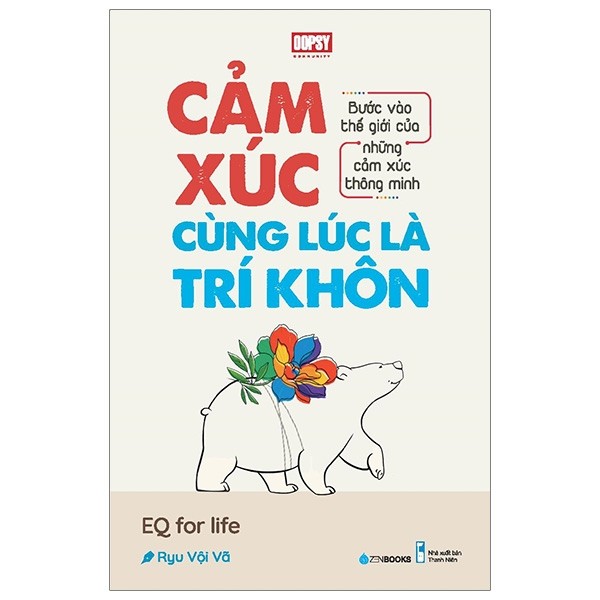 OOPSY
COMMUNITY
CẢM
XÚC
CÙNG LÚC LÀ
TRÍ KHÔN
Bước vào
thế giới của
những
cảm xúc
thông minh
EQ for life
Ryu Vội Vã
ZENBOOKS
Nhà xuất bản
Thanh Niên